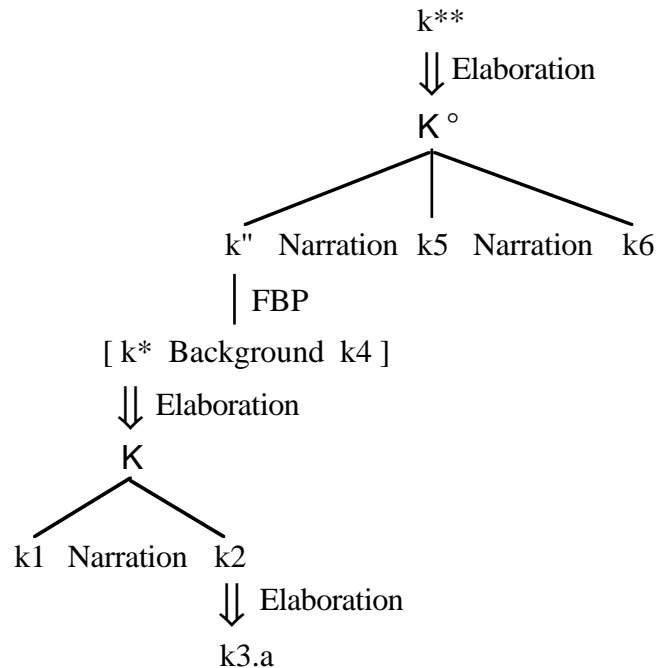 k**
Elaboration
K °
k" Narration k5 Narration k6
FBP
[ k* Background k4 ]
Elaboration
K
k1 Narration k2
Elaboration
k3.a